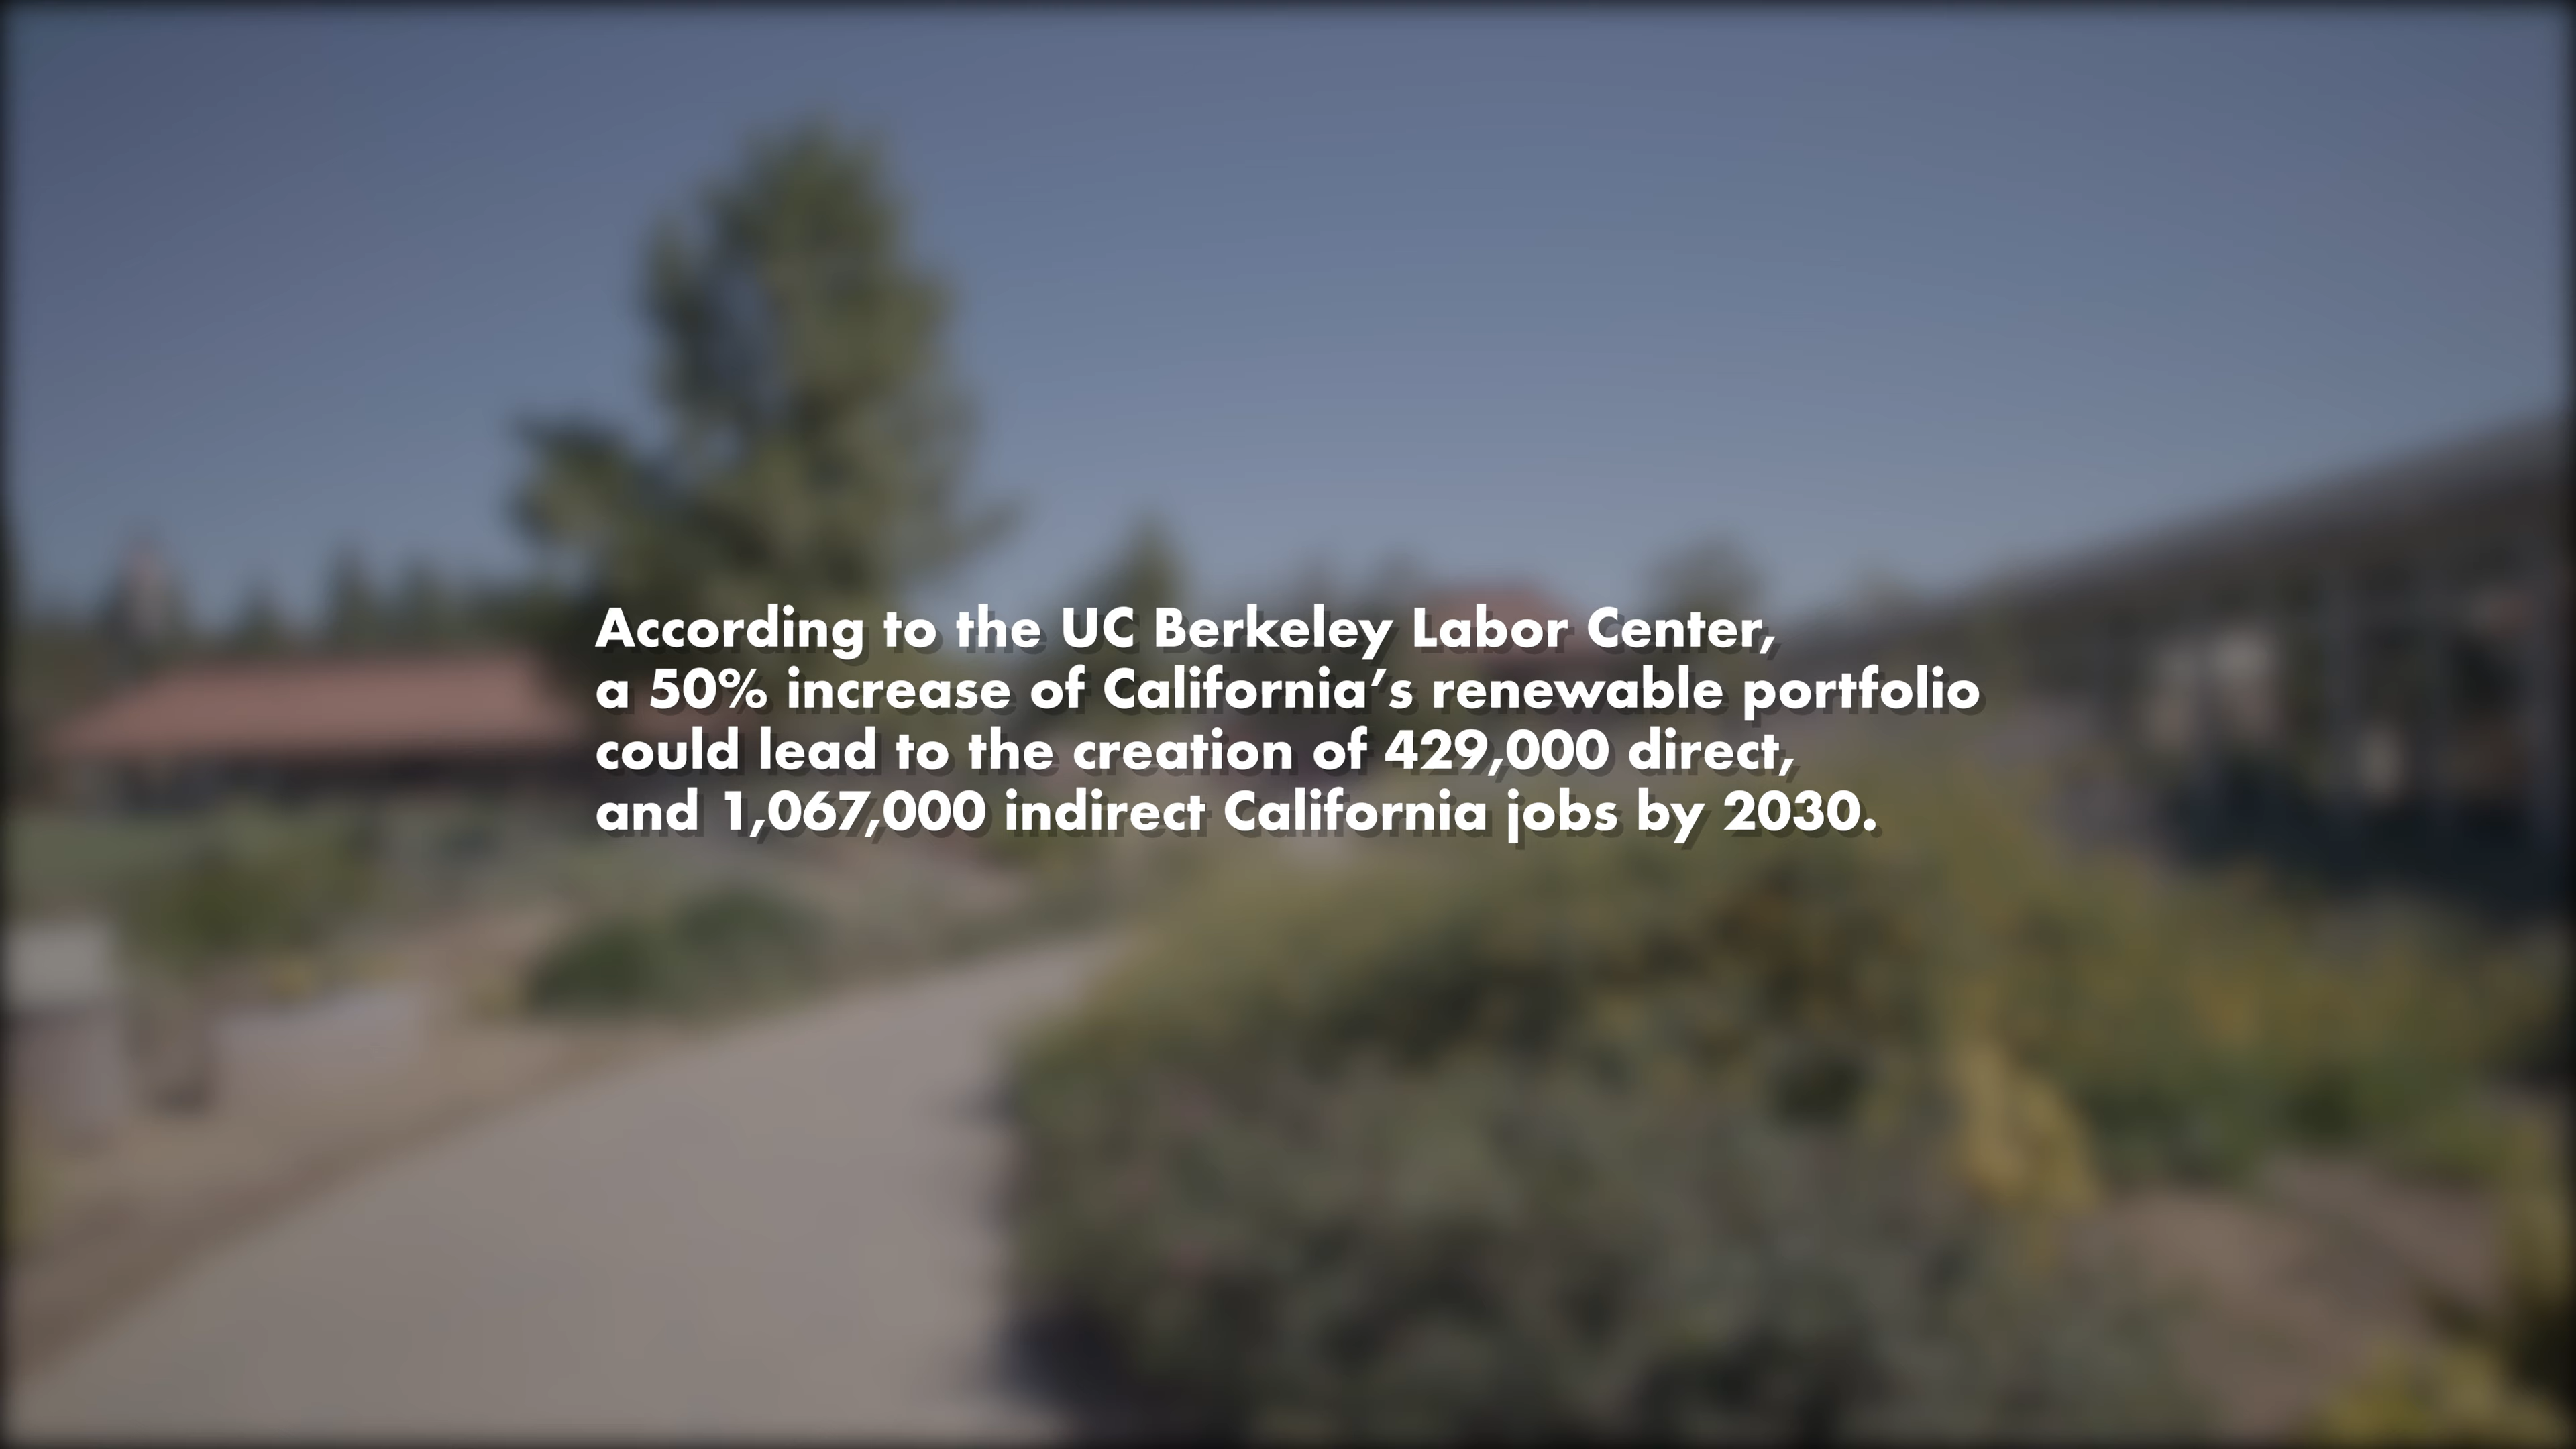 According to the UC Berkeley Labor Center,
a 50% increase of California’s renewable portfolio
could lead to the creation of 429,000 direct,
and 1,067,000 indirect California jobs by 2030.